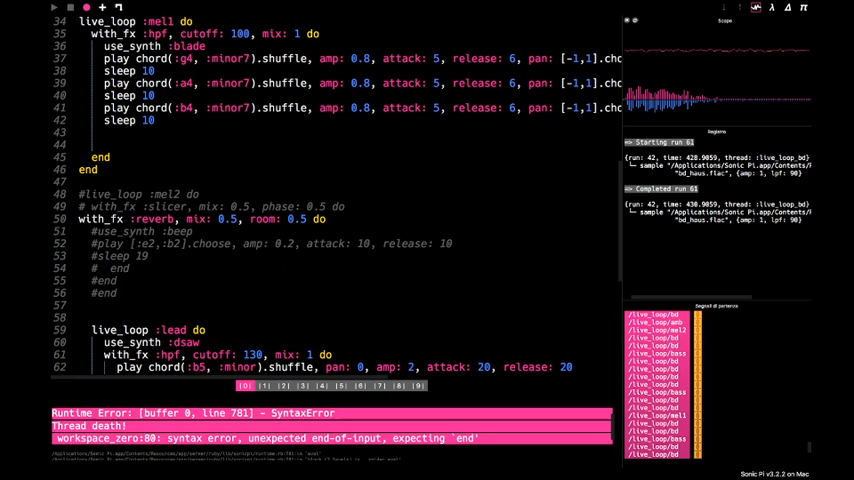 Scope
34 live_loop :mel1 do
35 with_fx :hpf, cutoff: 100, mix: 1 do
36 use_synth :blade
37 play chord(:g4, :minor7).shuffle, amp: 0.8, attack: 5, release: 6, pan: [-1,1].cho
38 sleep 10
39 play chord(:a4, :minor7).shuffle, amp: 0.8, attack: 5, release: 6, pan: [-1,1].cho
40 sleep 10
41 play chord(:b4, :minor7).shuffle, amp: 0.8, attack: 5, release: 6, pan: [-1,1].cho
42 sleep 10
43
44
45 end
46 end
47
48 #live_loop :mel2 do
49 # with_fx :slicer, mix: 0.5, phase: 0.5 do
50 with_fx :reverb, mix: 0.5, room: 0.5 do
51 #use_synth :beep
52 #play [:e2,:b2].choose, amp: 0.2, attack: 10, release: 10
53 #sleep 19
54 # end
55 #end
56 #end
57
58
59 live_loop :lead do
60 use_synth :dsaw
61 with_fx :hpf, cutoff: 130, mix: 1 do
62 play chord(:b5, :minor).shuffle, pan: 0, amp: 2, attack: 20, release: 20
|0| |1| |2| |3| |4| |5| |6| |7| |8| |9|
Runtime Error: [buffer 0, line 781] - SyntaxError
Thread death!
workspace_zero:80: syntax error, unexpected end-of-input, expecting `end'
Registro
=> Starting run 61
{run: 42, time: 428.9859, thread: :live_loop_bd}
└─ sample "/Applications/Sonic Pi.app/Contents/
"bd_haus.flac", {amp: 1, lpf: 90}
=> Completed run 61
{run: 42, time: 430.9859, thread: :live_loop_bd}
└─ sample "/Applications/Sonic Pi.app/Contents/
"bd_haus.flac", {amp: 1, lpf: 90}
Segnali di partenza
/live_loop/bd
/live_loop/amb
/live_loop/mel2
/live_loop/bd
/live_loop/bd
/live_loop/bass
/live_loop/bd
/live_loop/bd
/live_loop/bd
/live_loop/bd
/live_loop/bass
/live_loop/bd
/live_loop/bd
/live_loop/mel1
/live_loop/bd
/live_loop/bd
/live_loop/bass
/live_loop/bd
/live_loop/bd
Sonic Pi v3.2.2 on Mac